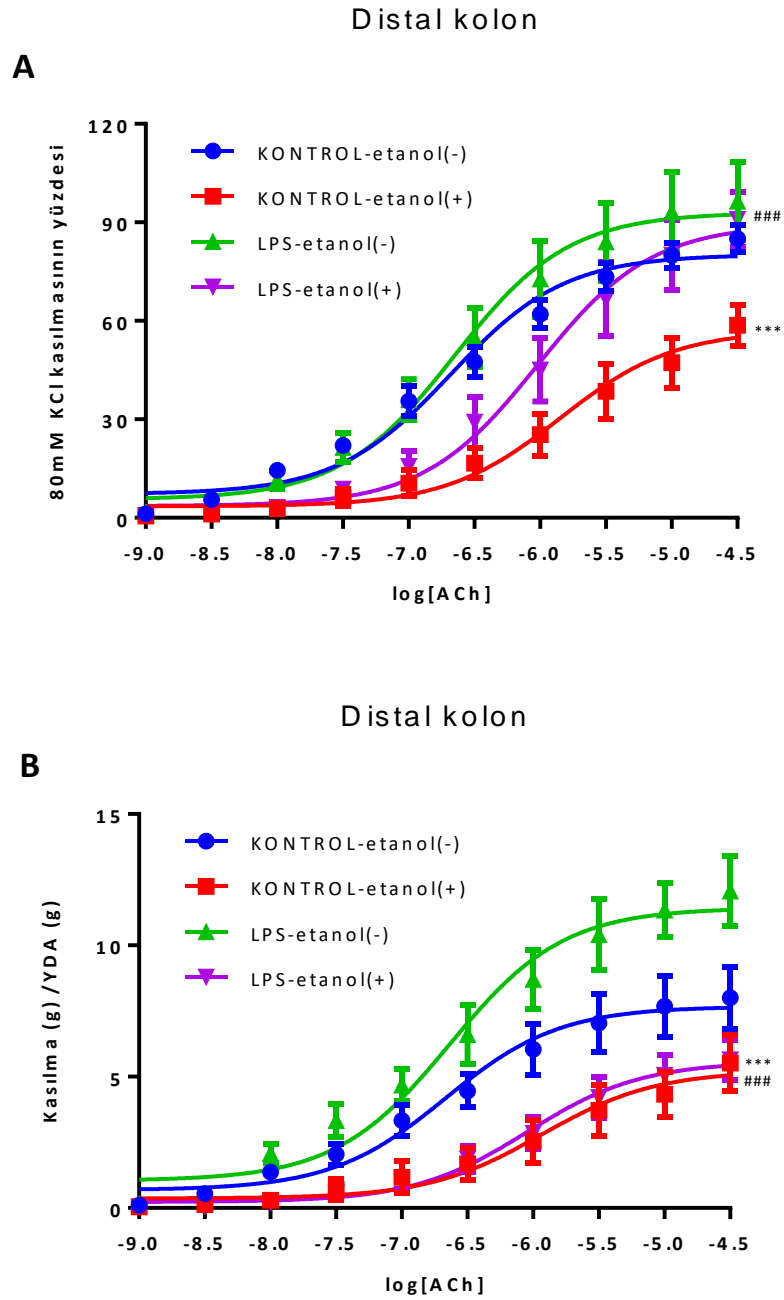 Distal kolon
A
80mM KCl kasılmasının yüzdesi
120
90
60
30
0
KONTROL-etanol(-)
KONTROL-etanol(+)
LPS-etanol(-)
LPS-etanol(+)
###
***
-9.0 -8.5 -8.0 -7.5 -7.0 -6.5 -6.0 -5.5 -5.0 -4.5
log[ACh]
Distal kolon
B
Kasılma (g) /YDA (g)
15
10
5
0
KONTROL-etanol(-)
KONTROL-etanol(+)
LPS-etanol(-)
LPS-etanol(+)
***
###
-9.0 -8.5 -8.0 -7.5 -7.0 -6.5 -6.0 -5.5 -5.0 -4.5
log[ACh]